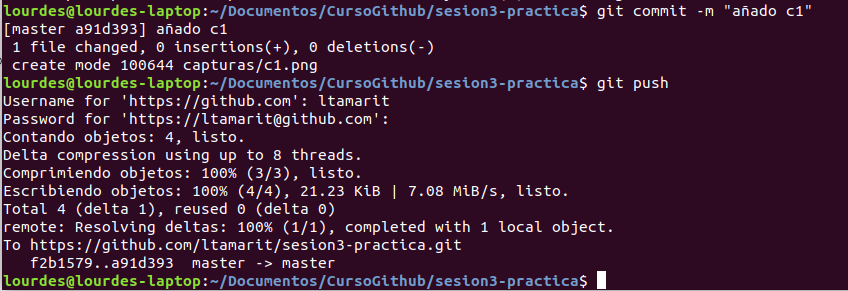 lourdes@lourdes-laptop:~/Documentos/CursoGithub/sesion3-practica$ git commit -m "añado c1"
[master a91d393] añado c1
 1 file changed, 0 insertions(+), 0 deletions(-)
 create mode 100644 capturas/c1.png
lourdes@lourdes-laptop:~/Documentos/CursoGithub/sesion3-practica$ git push
Username for 'https://github.com': ltamarit
Password for 'https://ltamarit@github.com':
Contando objetos: 4, listo.
Delta compression using up to 8 threads.
Comprimiendo objetos: 100% (3/3), listo.
Escribiendo objetos: 100% (4/4), 21.23 KiB | 7.08 MiB/s, listo.
Total 4 (delta 1), reused 0 (delta 0)
remote: Resolving deltas: 100% (1/1), completed with 1 local object.
To https://github.com/ltamarit/sesion3-practica.git
   f2b1579..a91d393  master -> master
lourdes@lourdes-laptop:~/Documentos/CursoGithub/sesion3-practica$